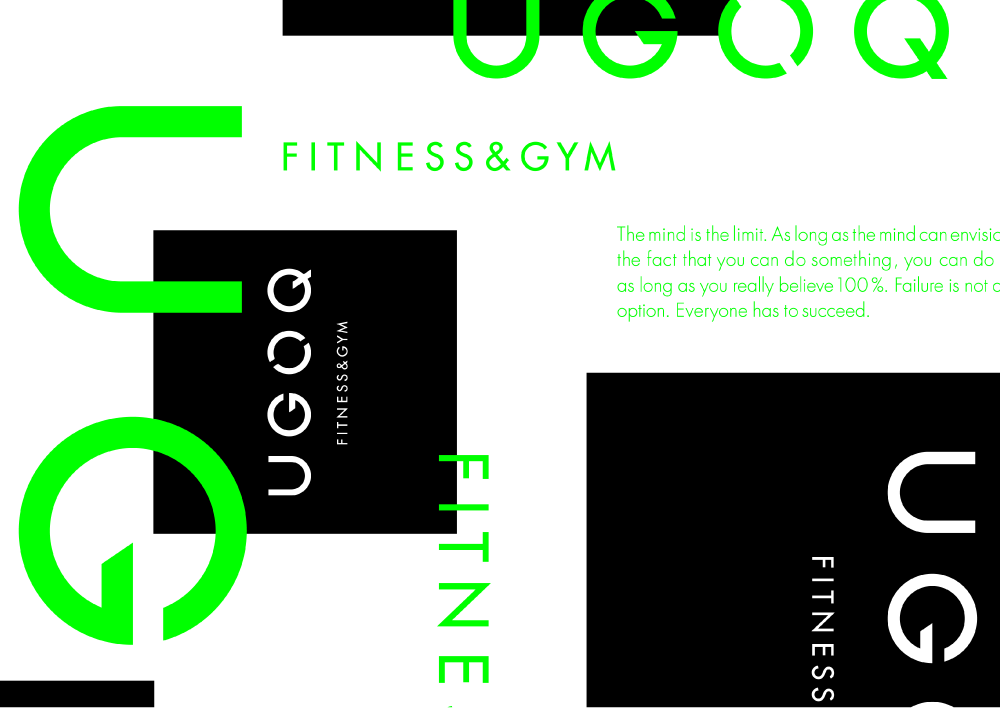 UGOQ
FITNESS&GYM
The mind is the limit. As long as the mind can
the fact that you can do something, you can do
as long as you really believe 100%. Failure is not
option. Everyone has to succeed.
UG
UGOQ
FITNESS&GYM
FITNE
UG
FITNESS